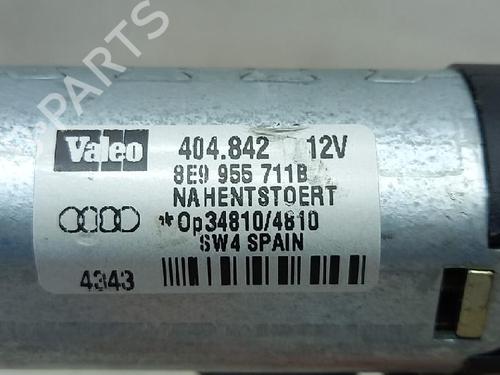 PARTS
Valeo 404.842 12V
8E9 955 711B
NAHENTSTOERT
*Op34810/4810
SW4 SPAIN
4343